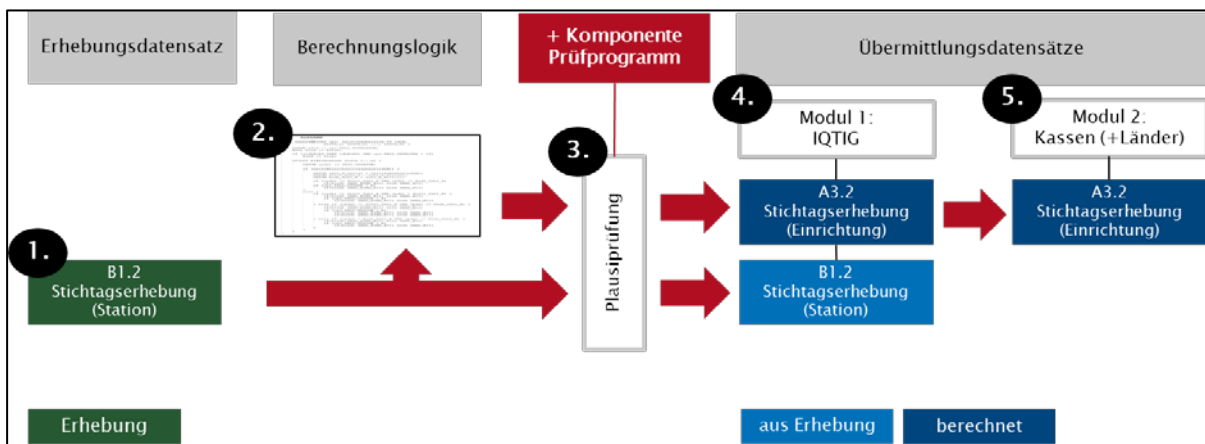 Erhebungsdatensatz
Berechnungslogik
+ Komponente
Prüfprogramm
Übermittlungsdatensätze
1.
B1.2
Stichtagserhebung
(Station)
2.
3.
Plausiprüfung
4.
Modul 1:
IQTIG
A3.2
Stichtagserhebung
(Einrichtung)
B1.2
Stichtagserhebung
(Station)
5.
Modul 2:
Kassen (+Länder)
A3.2
Stichtagserhebung
(Einrichtung)
Erhebung
aus Erhebung
berechnet